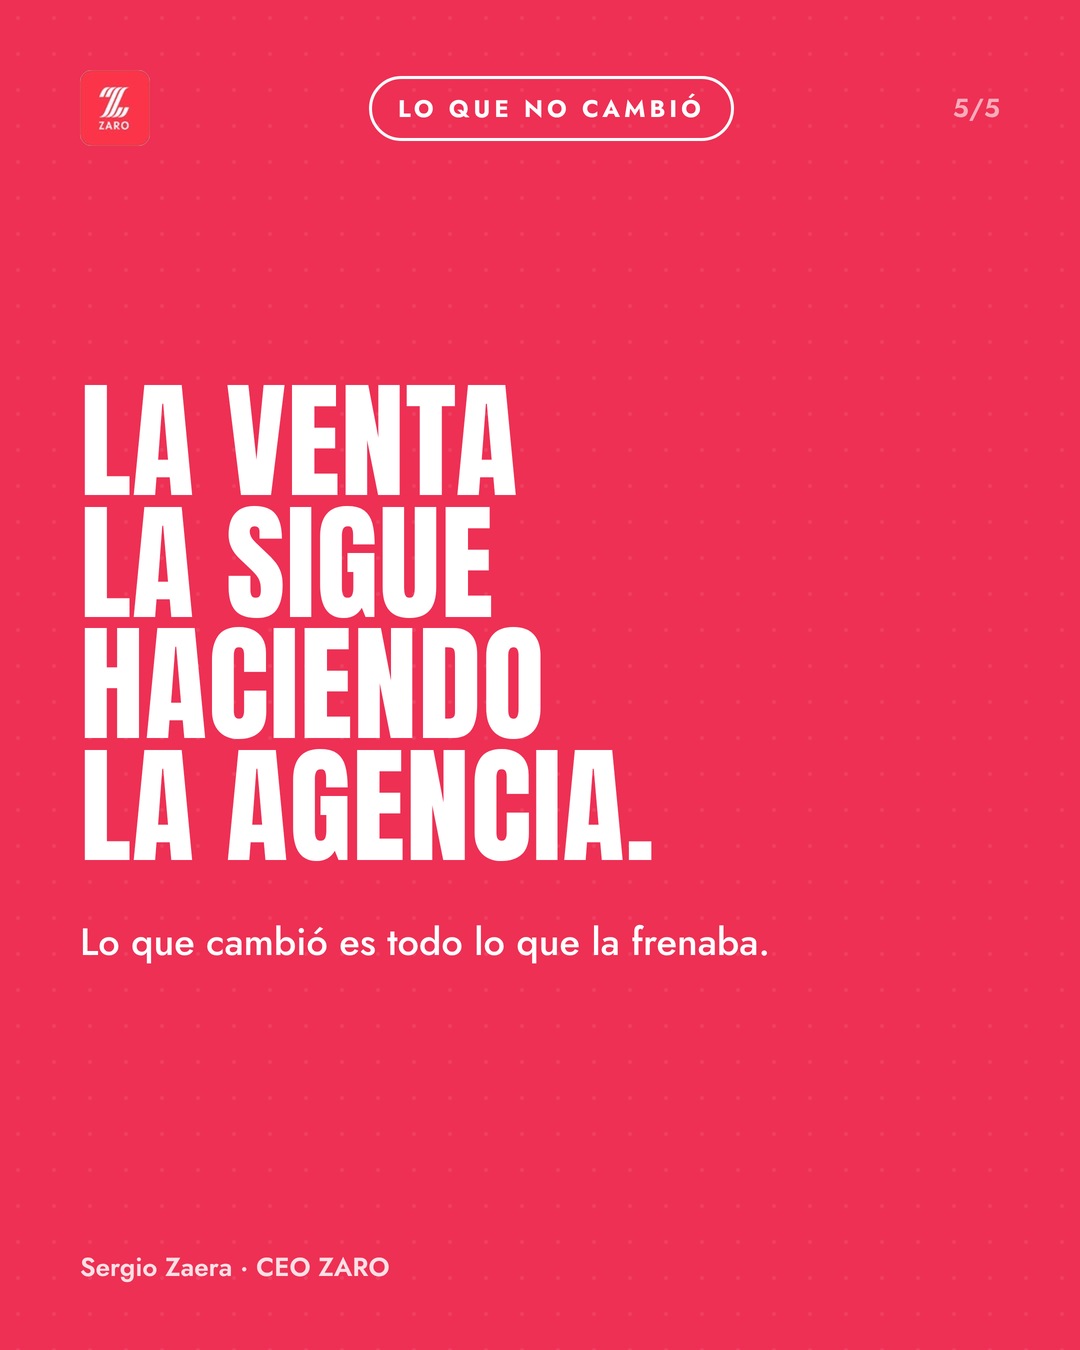 ZARO
LO QUE NO CAMBIÓ
5/5
LA VENTA
LA SIGUE
HACIENDO
LA AGENCIA.
Lo que cambió es todo lo que la frenaba.
Sergio Zaera · CEO ZARO